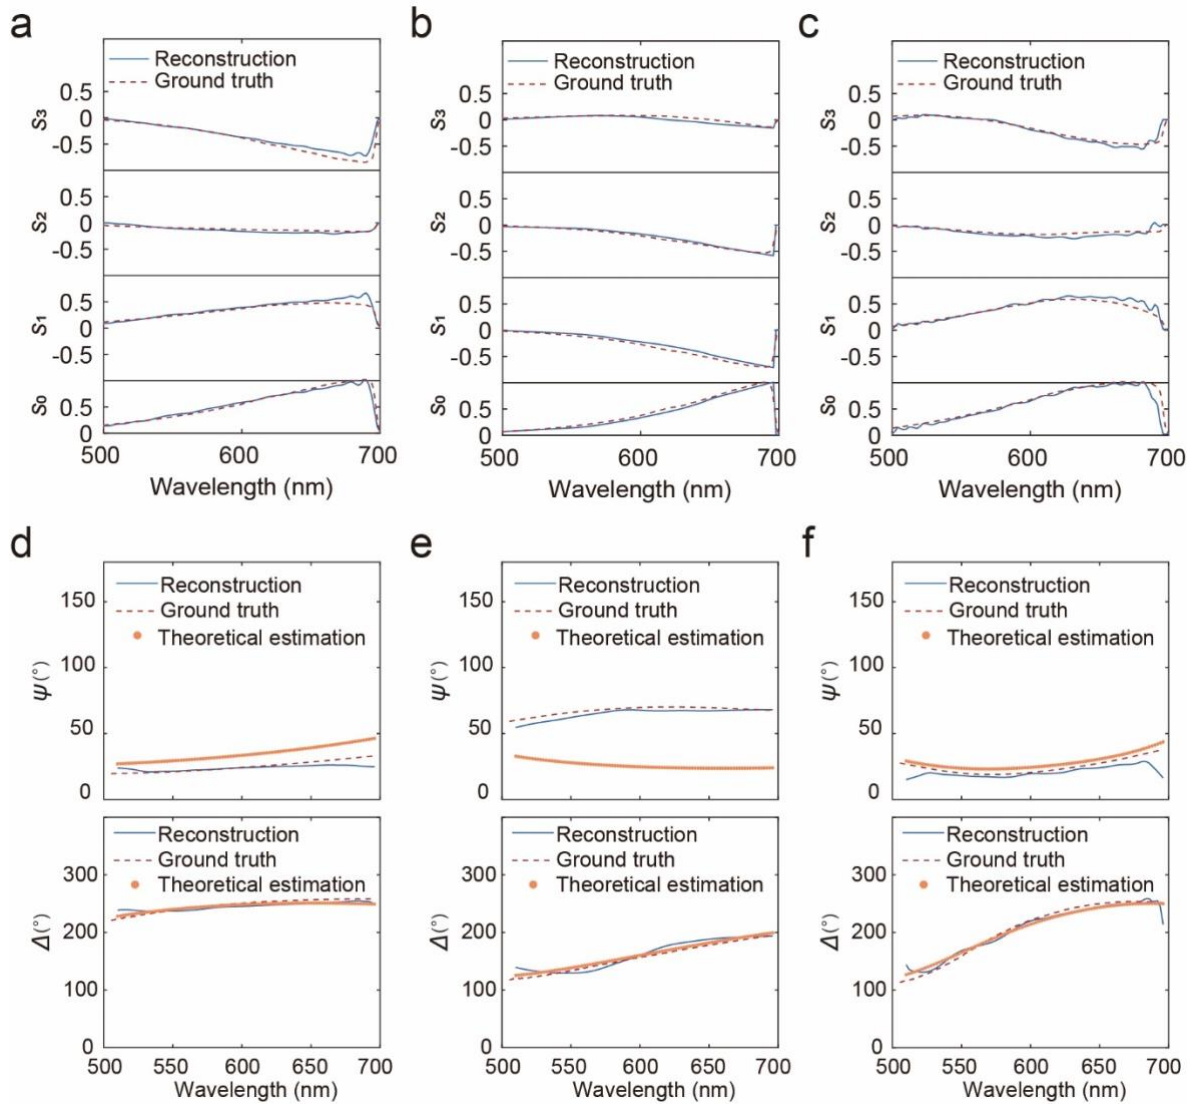 a
Reconstruction
Ground truth
S3
0.5
0
-0.5
S2
0.5
0
-0.5
S1
0.5
0
-0.5
S0
0.5
0
500
600
700
Wavelength (nm)
b
Reconstruction
Ground truth
S3
0.5
0
-0.5
S2
0.5
0
-0.5
S1
0.5
0
-0.5
S0
0.5
0
500
600
700
Wavelength (nm)
c
Reconstruction
Ground truth
S3
0.5
0
-0.5
S2
0.5
0
-0.5
S1
0.5
0
-0.5
S0
0.5
0
500
600
700
Wavelength (nm)
d
Reconstruction
Ground truth
Theoretical estimation
Ψ(°)
150
100
50
0
Reconstruction
Ground truth
Theoretical estimation
Δ(°)
300
200
100
0
500
550
600
650
700
Wavelength (nm)
e
Reconstruction
Ground truth
Theoretical estimation
Ψ(°)
150
100
50
0
Reconstruction
Ground truth
Theoretical estimation
Δ(°)
300
200
100
0
500
550
600
650
700
Wavelength (nm)
f
Reconstruction
Ground truth
Theoretical estimation
Ψ(°)
150
100
50
0
Reconstruction
Ground truth
Theoretical estimation
Δ(°)
300
200
100
0
500
550
600
650
700
Wavelength (nm)